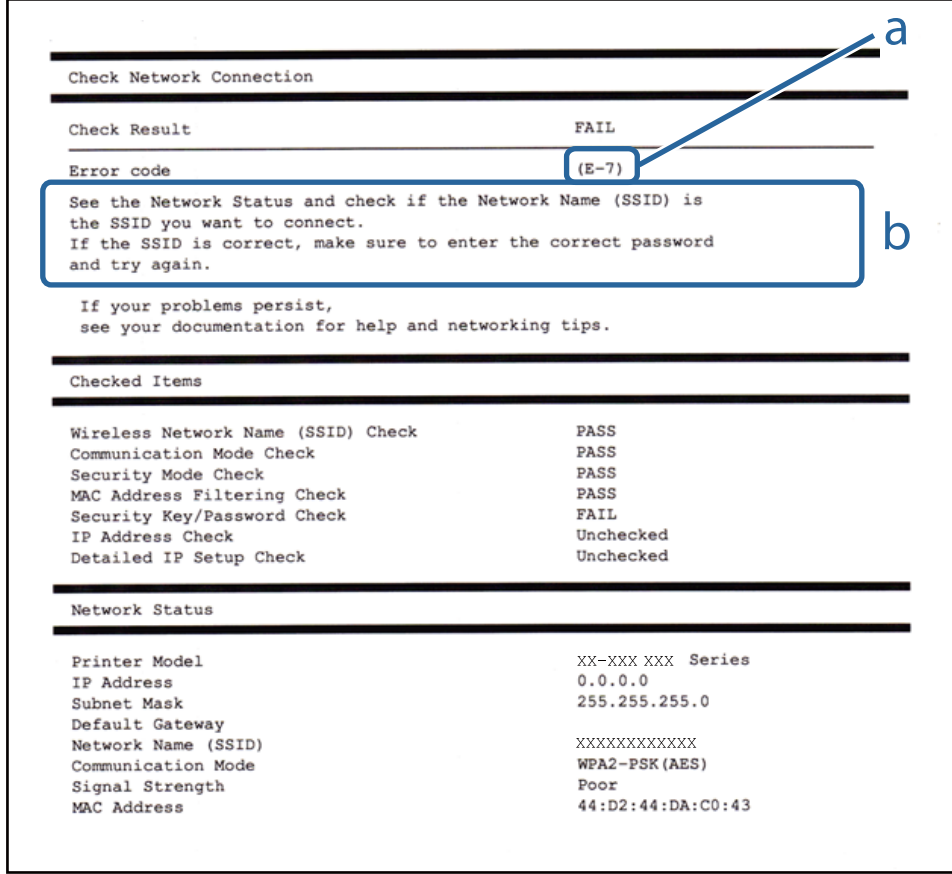 a
Check Network Connection
Check Result FAIL
Error code (E-7)
See the Network Status and check if the Network Name (SSID) is
the SSID you want to connect.
If the SSID is correct, make sure to enter the correct password
and try again.
b
If your problems persist,
see your documentation for help and networking tips.
Checked Items
Wireless Network Name (SSID) Check PASS
Communication Mode Check PASS
Security Mode Check PASS
MAC Address Filtering Check PASS
Security Key/Password Check FAIL
IP Address Check Unchecked
Detailed IP Setup Check Unchecked
Network Status
Printer Model XX-XXX XXX Series
IP Address 0.0.0.0
Subnet Mask 255.255.255.0
Default Gateway
Network Name (SSID) XXXXXXXXXXXX
Communication Mode WPA2-PSK(AES)
Signal Strength Poor
MAC Address 44:D2:44:DA:C0:43